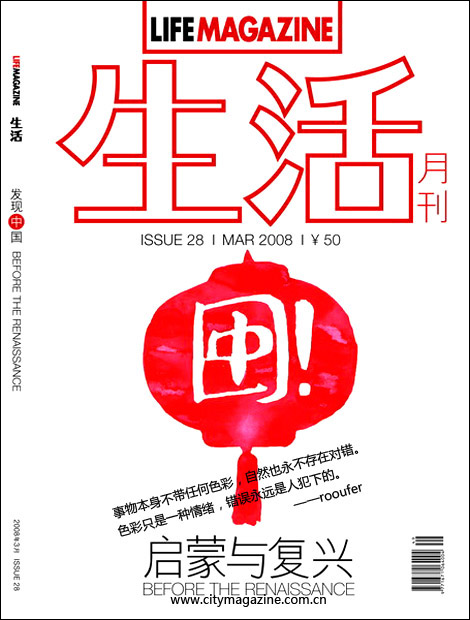 LIFEMAGAZINE
生活
月刊
ISSUE 28 I MAR 2008 I ¥ 50
中!
事物本身不带任何色彩，自然也永不存在对错。
色彩只是一种情绪，错误永远是人犯下的。
——rooufer
启蒙与复兴
BEFORE THE RENAISSANCE
www.citymagazine.com.cn
LIFEMAGAZINE 生活 发现中国 BEFORE THE RENAISSANCE 2008年3月 ISSUE 28